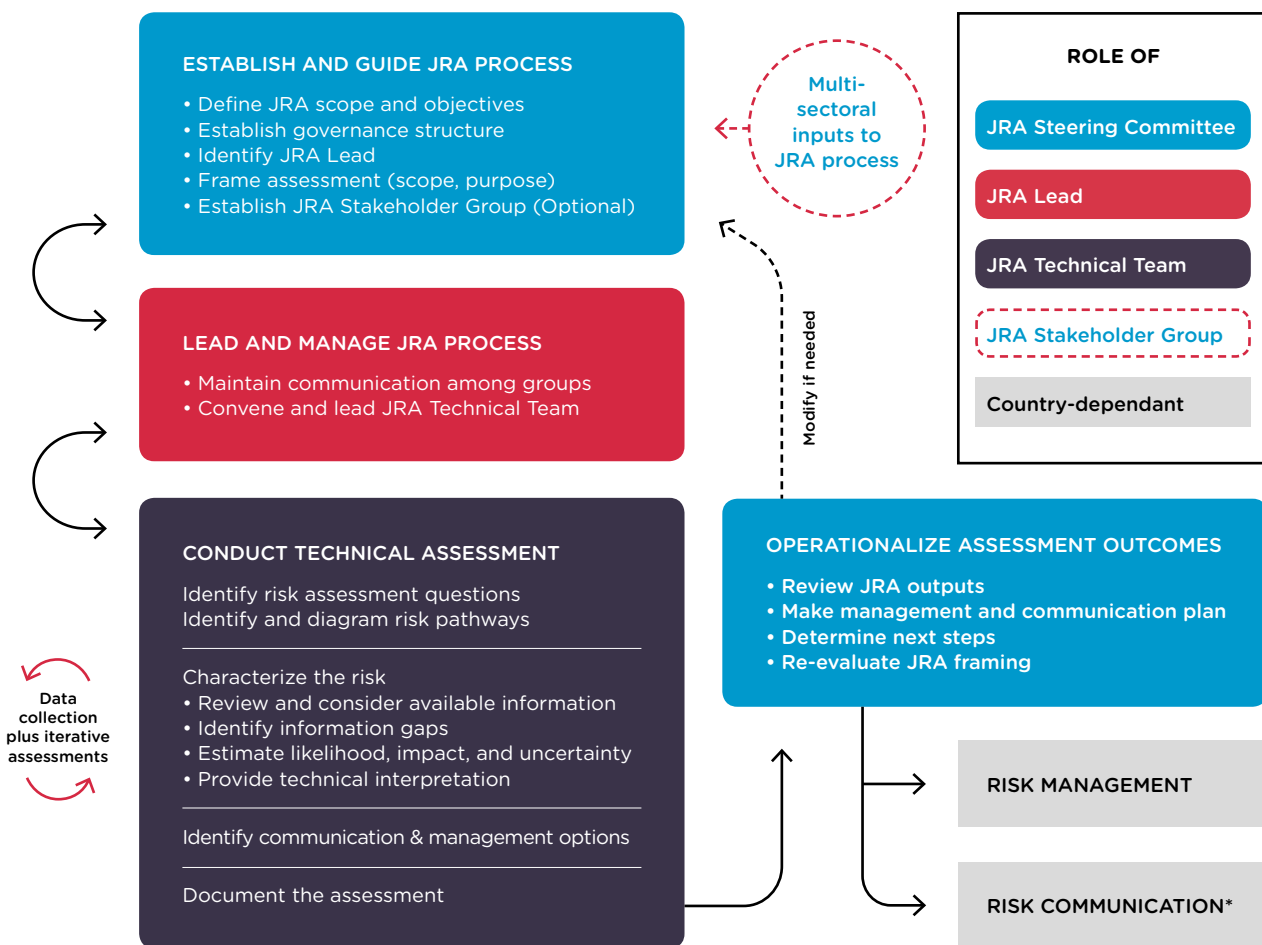 ESTABLISH AND GUIDE JRA PROCESS
• Define JRA scope and objectives
• Establish governance structure
• Identify JRA Lead
• Frame assessment (scope, purpose)
• Establish JRA Stakeholder Group (Optional)
Multi-
sectoral
inputs to
JRA process
ROLE OF
JRA Steering Committee
JRA Lead
JRA Technical Team
JRA Stakeholder Group
Country-dependant
LEAD AND MANAGE JRA PROCESS
• Maintain communication among groups
• Convene and lead JRA Technical Team
Modify if needed
CONDUCT TECHNICAL ASSESSMENT
Identify risk assessment questions
Identify and diagram risk pathways
Characterize the risk
• Review and consider available information
• Identify information gaps
• Estimate likelihood, impact, and uncertainty
• Provide technical interpretation
Identify communication & management options
Document the assessment
Data
collection
plus iterative
assessments
OPERATIONALIZE ASSESSMENT OUTCOMES
• Review JRA outputs
• Make management and communication plan
• Determine next steps
• Re-evaluate JRA framing
RISK MANAGEMENT
RISK COMMUNICATION*